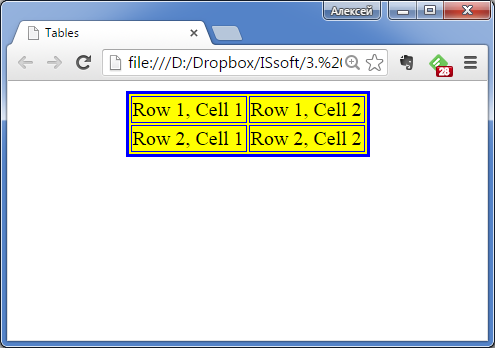 Алексей
Tables
file:///D:/Dropbox/ISsoft/3.%20
28
Row 1, Cell 1 Row 1, Cell 2
Row 2, Cell 1 Row 2, Cell 2